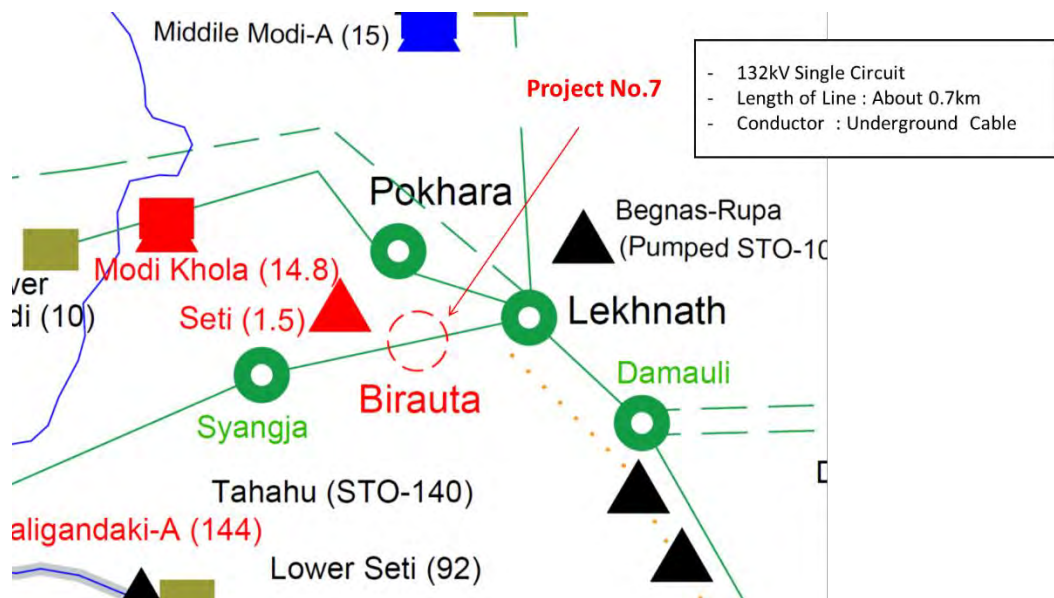 Middile Modi-A (15)
Project No.7
- 132kV Single Circuit
- Length of Line : About 0.7km
- Conductor : Underground Cable
Pokhara
Begnas-Rupa
(Pumped STO-10
Modi Khola (14.8)
ver
di (10)
Seti (1.5)
Lekhnath
Birauta
Damauli
Syangja
Tahahu (STO-140)
aligandaki-A (144)
Lower Seti (92)